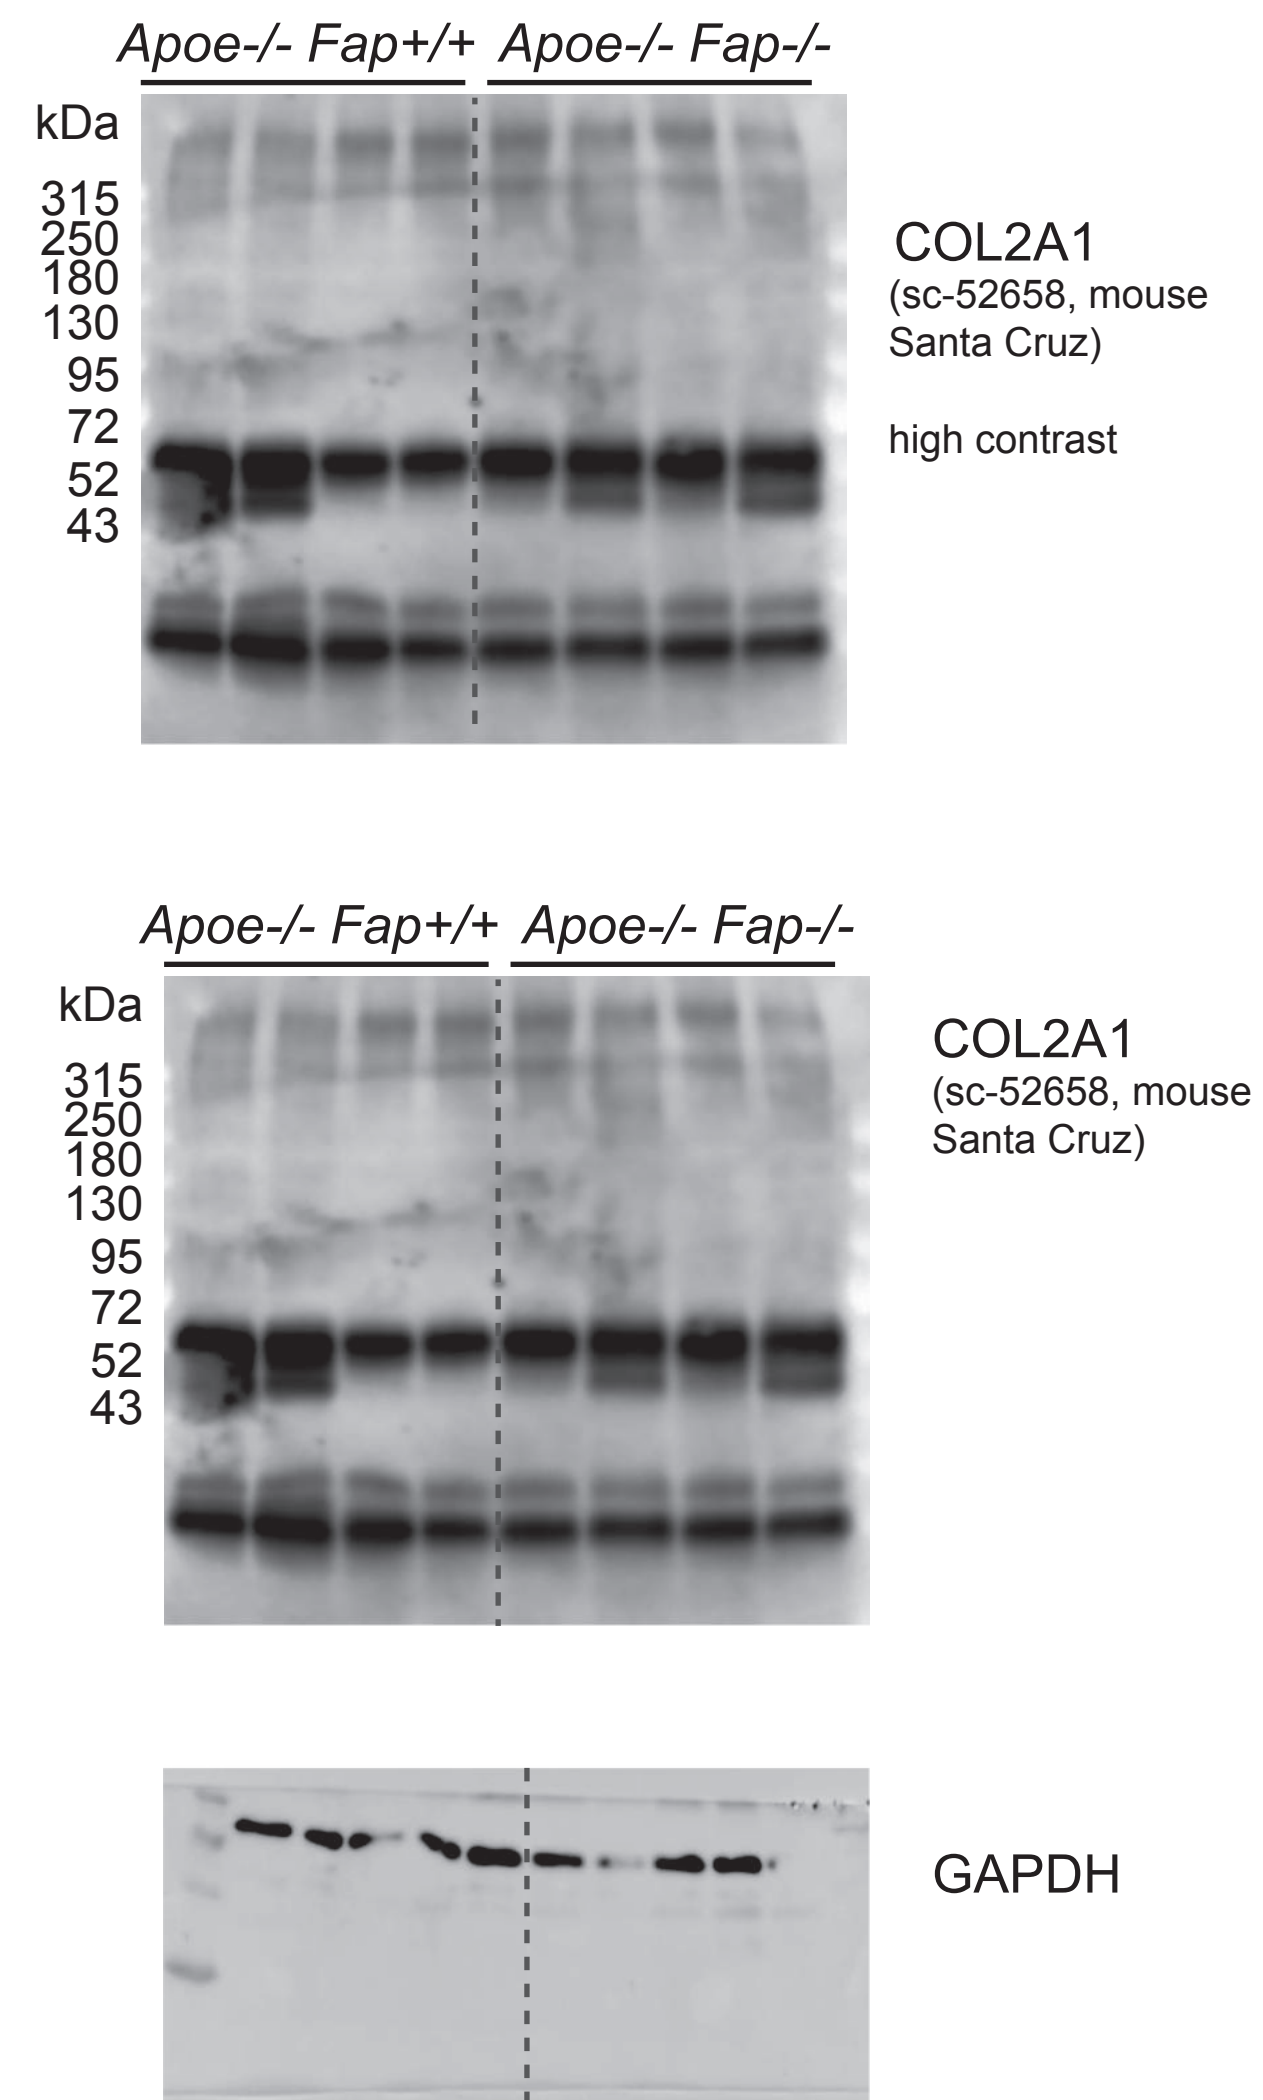 Apoe-/- Fap+/+ Apoe-/- Fap-/-
kDa
315
250
180
130
95
72
52
43
COL2A1
(sc-52658, mouse
Santa Cruz)
high contrast
Apoe-/- Fap+/+ Apoe-/- Fap-/-
kDa
315
250
180
130
95
72
52
43
COL2A1
(sc-52658, mouse
Santa Cruz)
GAPDH